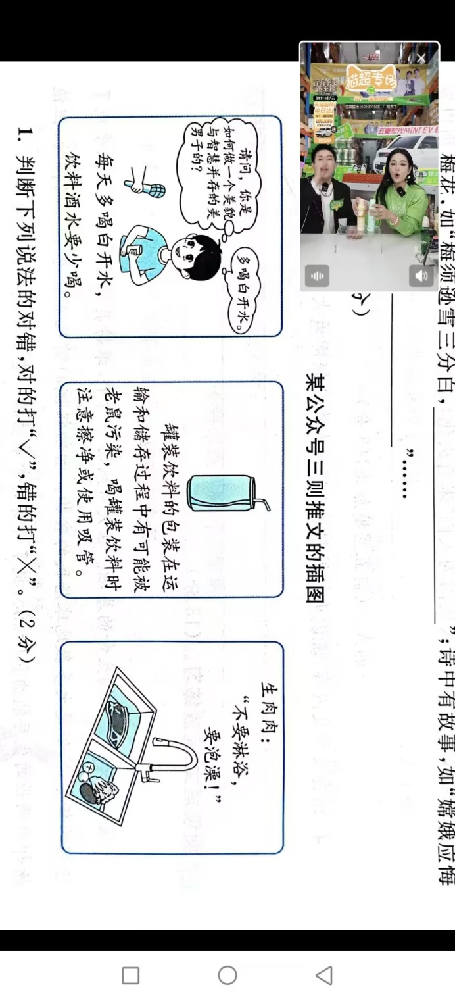 梅花,如“梅须逊雪三分白,
”;诗中有故事,如“嫦娥应悔
”……
分)
某公众号三则推文的插图
请问,你是
如何做一个美貌
与智慧并存的美
男子的?
多喝白开水。
每天多喝白开水,
饮料酒水要少喝。
罐装饮料的包装在运
输和储存过程中有可能被
老鼠污染,喝罐装饮料时
注意擦净或使用吸管。
生肉肉:
“不要淋浴,
要泡澡!”
1. 判断下列说法的对错,对的打“√”,错的打“×”。(2 分)
猫超专场
五菱宏光MINI EV